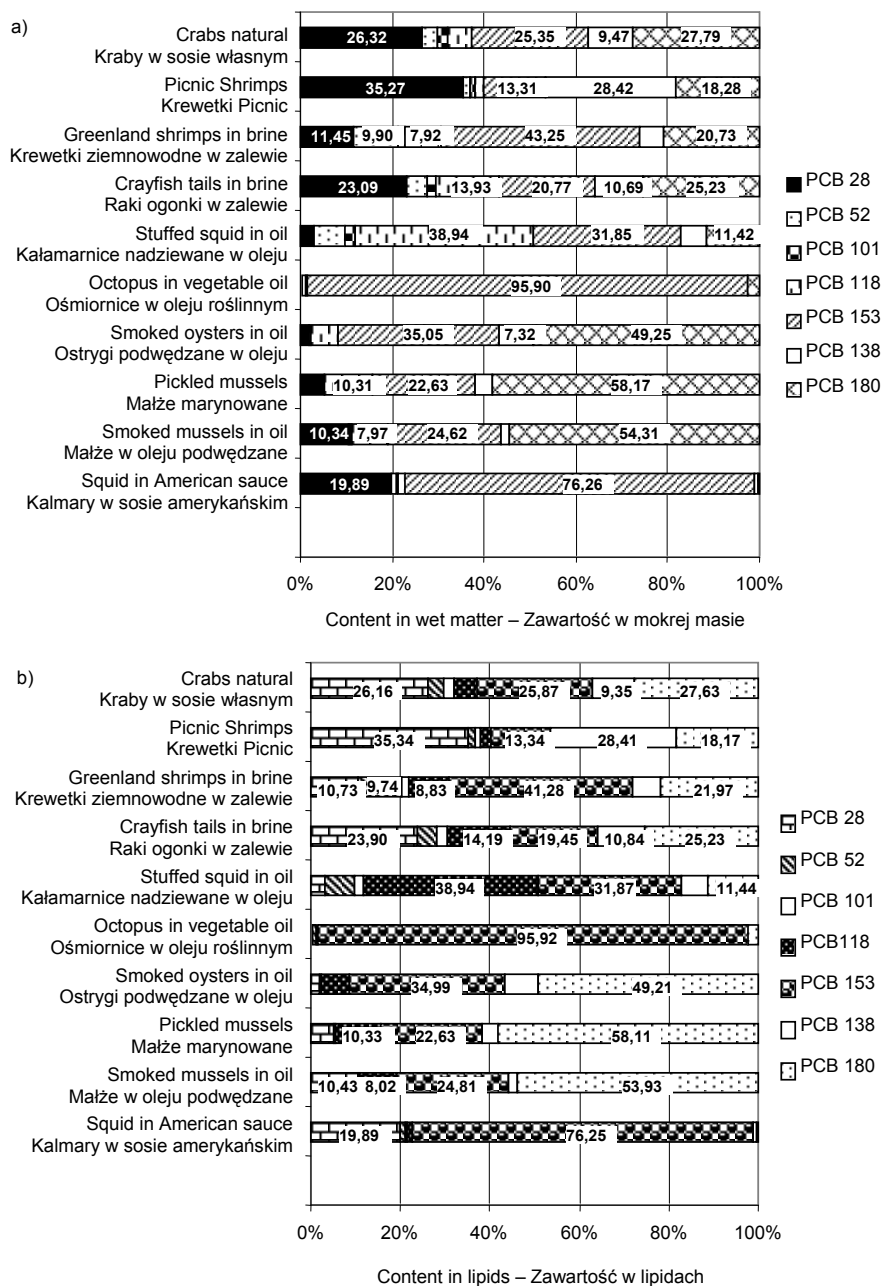 a)
Crabs natural
Kraby w sosie własnym
26,32 25,35 9,47 27,79
Picnic Shrimps
Krewetki Picnic
35,27 13,31 28,42 18,28
Greenland shrimps in brine
Krewetki ziemnowodne w zalewie
11,45 9,90 7,92 43,25 20,73
Crayfish tails in brine
Raki ogonki w zalewie
23,09 13,93 20,77 10,69 25,23
Stuffed squid in oil
Kałamarnice nadziewane w oleju
38,94 31,85 11,42
Octopus in vegetable oil
Ośmiornice w oleju roślinnym
95,90
Smoked oysters in oil
Ostrygi podwędzane w oleju
35,05 7,32 49,25
Pickled mussels
Małże marynowane
10,31 22,63 58,17
Smoked mussels in oil
Małże w oleju podwędzane
10,34 7,97 24,62 54,31
Squid in American sauce
Kalmary w sosie amerykańskim
19,89 76,26
0% 20% 40% 60% 80% 100%
Content in wet matter – Zawartość w mokrej masie
PCB 28
PCB 52
PCB 101
PCB 118
PCB 153
PCB 138
PCB 180
b)
Crabs natural
Kraby w sosie własnym
26,16 25,87 9,35 27,63
Picnic Shrimps
Krewetki Picnic
35,34 13,34 28,41 18,17
Greenland shrimps in brine
Krewetki ziemnowodne w zalewie
10,73 9,74 8,83 41,28 21,97
Crayfish tails in brine
Raki ogonki w zalewie
23,90 14,19 19,45 10,84 25,23
Stuffed squid in oil
Kałamarnice nadziewane w oleju
38,94 31,87 11,44
Octopus in vegetable oil
Ośmiornice w oleju roślinnym
95,92
Smoked oysters in oil
Ostrygi podwędzane w oleju
34,99 49,21
Pickled mussels
Małże marynowane
10,33 22,63 58,11
Smoked mussels in oil
Małże w oleju podwędzane
10,43 8,02 24,81 53,93
Squid in American sauce
Kalmary w sosie amerykańskim
19,89 76,25
0% 20% 40% 60% 80% 100%
Content in lipids – Zawartość w lipidach
PCB 28
PCB 52
PCB 101
PCB118
PCB 153
PCB 138
PCB 180